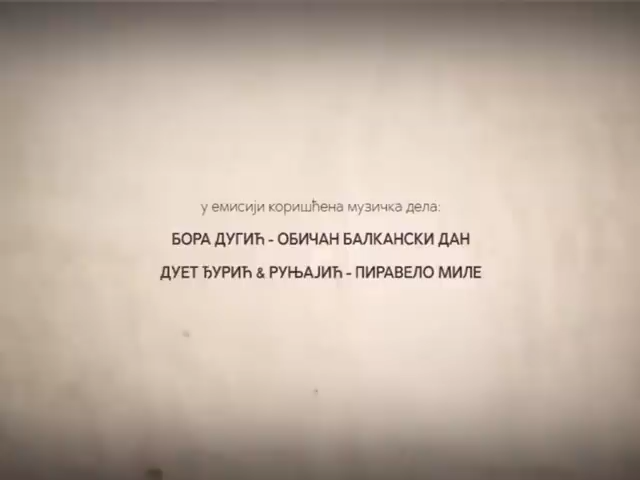 у емисији коришћена музичка дела:
БОРА ДУГИЋ - ОБИЧАН БАЛКАНСКИ ДАН
ДУЕТ ЂУРИЋ & РУЊАЈИЋ - ПИРАВЕЛО МИЛЕ